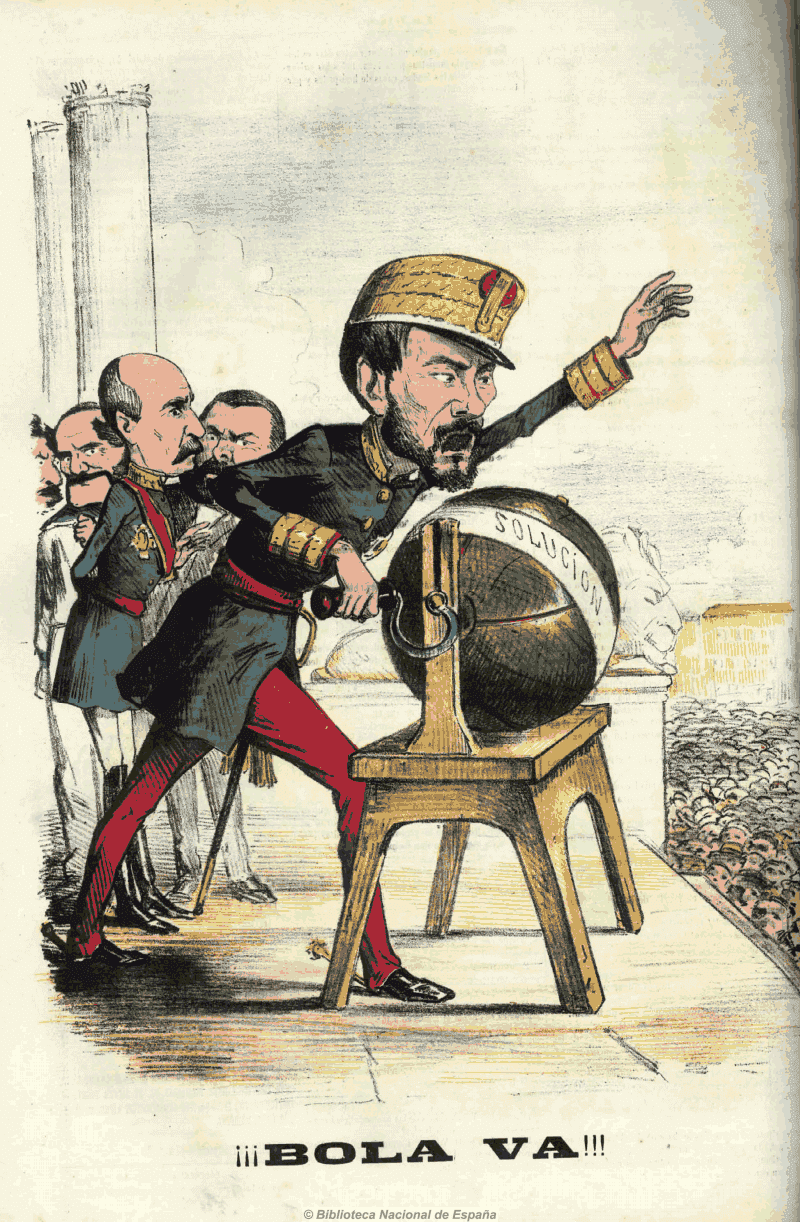 SOLUCION
¡¡¡BOLA VA!!!
© Biblioteca Nacional de España